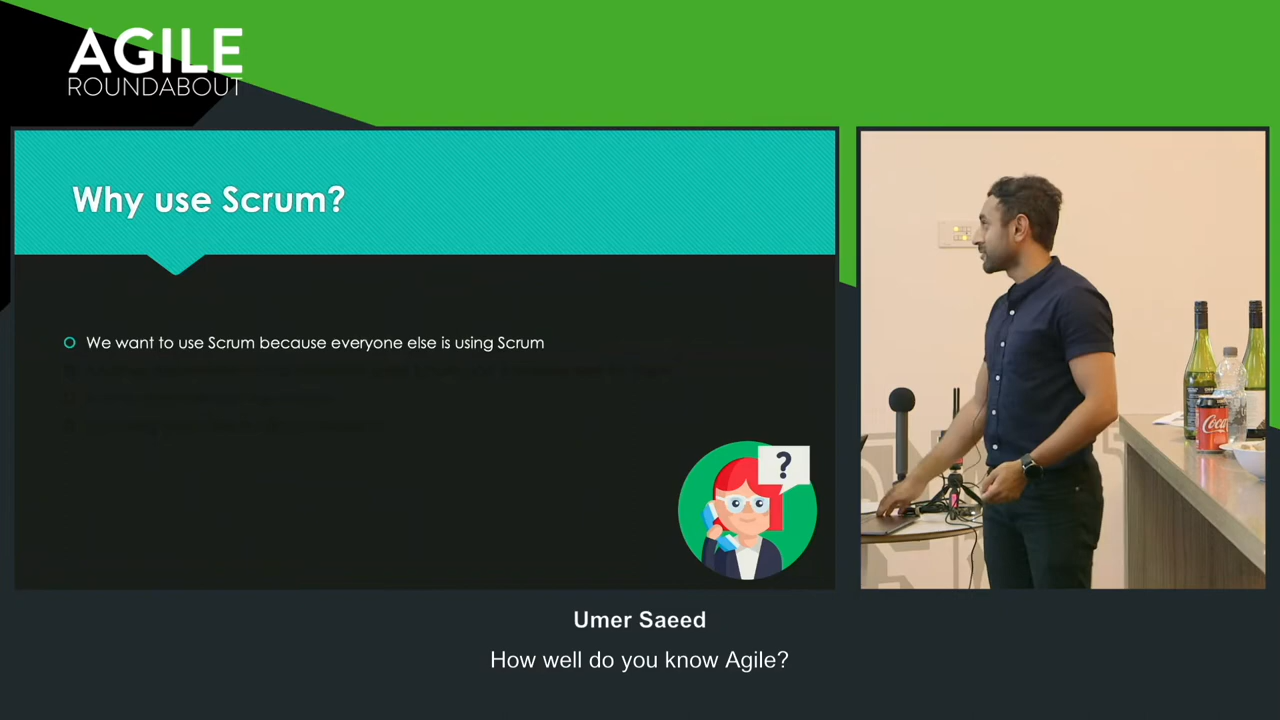 AGILE
ROUNDABOUT
Why use Scrum?
We want to use Scrum because everyone else is using Scrum
?
Coca
Umer Saeed
How well do you know Agile?